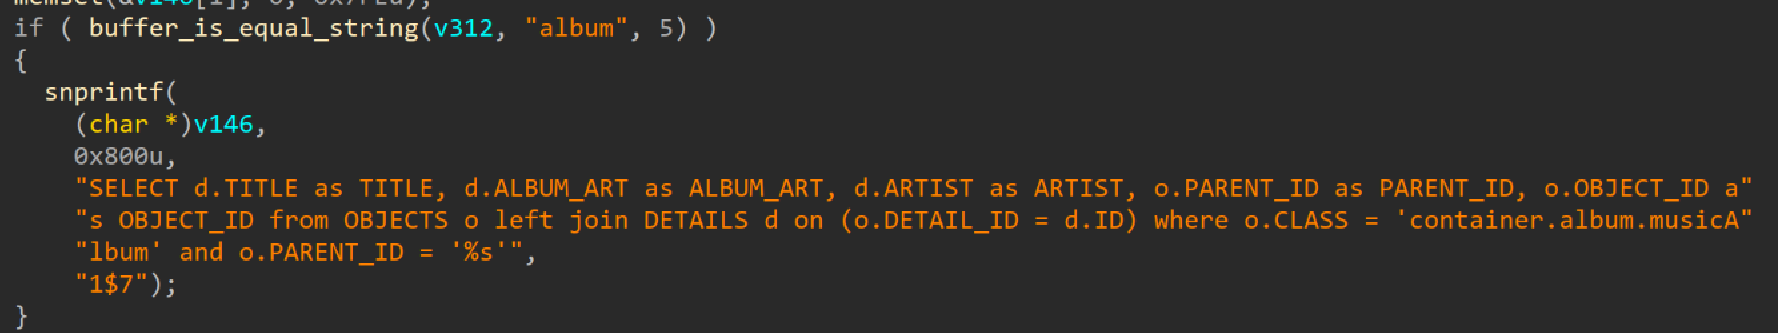 if ( buffer_is_equal_string(v312, "album", 5) )
{
snprintf(
(char *)v146,
0x800u,
"SELECT d.TITLE as TITLE, d.ALBUM_ART as ALBUM_ART, d.ARTIST as ARTIST, o.PARENT_ID as PARENT_ID, o.OBJECT_ID a"
"s OBJECT_ID from OBJECTS o left join DETAILS d on (o.DETAIL_ID = d.ID) where o.CLASS = 'container.album.musicA"
"lbum' and o.PARENT_ID = '%s'",
"1$7");
}